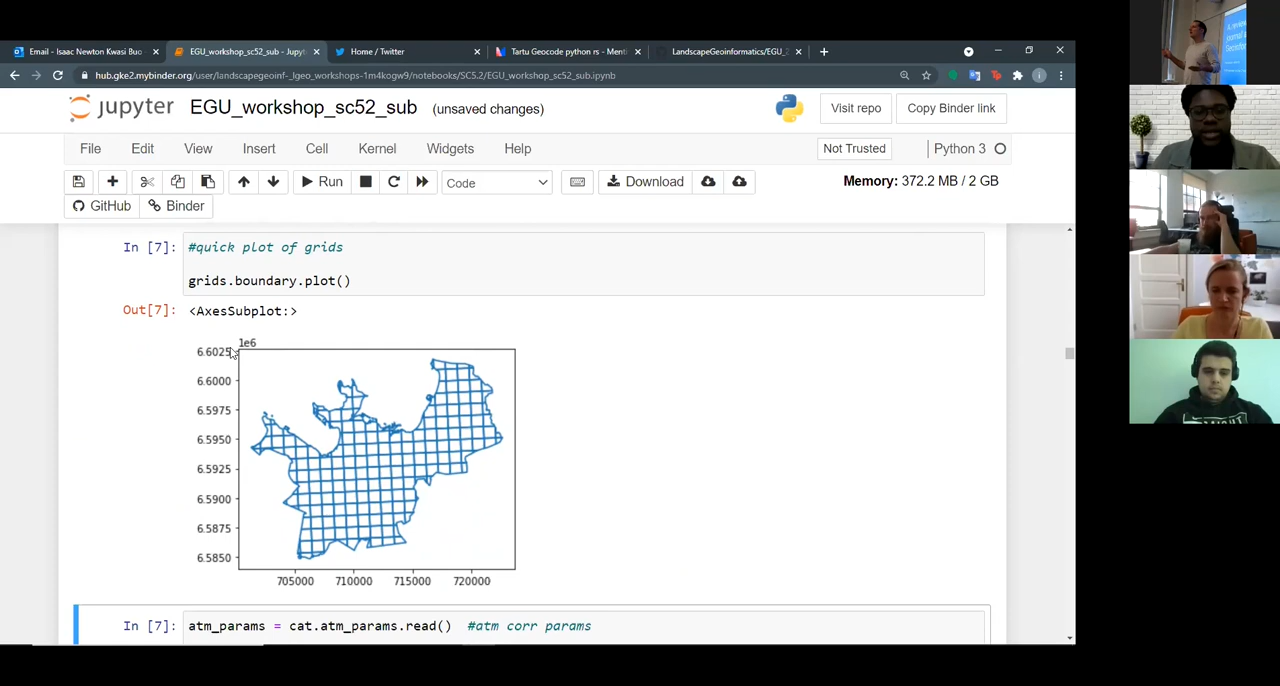 Email - Isaac Newton Kwasi Buo -
EGU_workshop_sc52_sub - Jupyt
Home / Twitter
Tartu Geocode python rs - Menti
LandscapeGeoinformatics/EGU_2
hub.gke2.mybinder.org/user/landscapegeoinf-_lgeo_workshops-1m4kogw9/notebooks/SC5.2/EGU_workshop_sc52_sub.ipynb
jupyter EGU_workshop_sc52_sub (unsaved changes)
Visit repo
Copy Binder link
File Edit View Insert Cell Kernel Widgets Help
Not Trusted
Python 3
Run
Code
Download
Memory: 372.2 MB / 2 GB
GitHub
Binder
In [7]: #quick plot of grids
grids.boundary.plot()
Out[7]: <AxesSubplot:>
1e6
6.6025
6.6000
6.5975
6.5950
6.5925
6.5900
6.5875
6.5850
705000 710000 715000 720000
In [7]: atm_params = cat.atm_params.read() #atm corr params